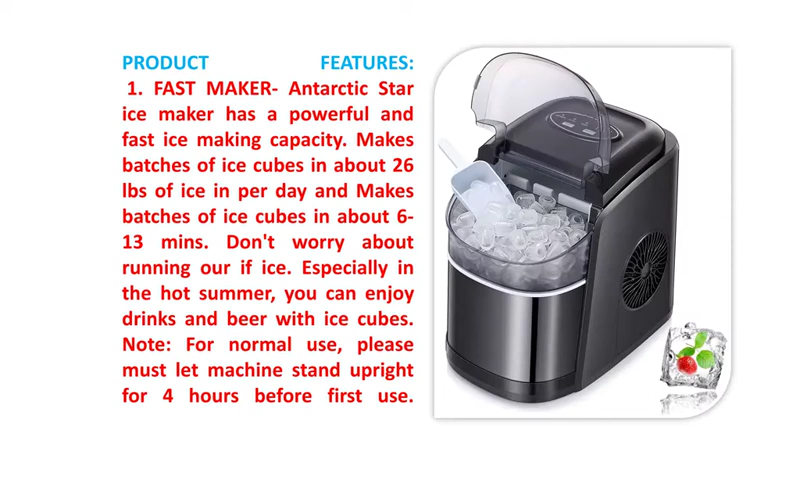 PRODUCT FEATURES:
1. FAST MAKER- Antarctic Star
ice maker has a powerful and
fast ice making capacity. Makes
batches of ice cubes in about 26
lbs of ice in per day and Makes
batches of ice cubes in about 6-
13 mins. Don't worry about
running our if ice. Especially in
the hot summer, you can enjoy
drinks and beer with ice cubes.
Note: For normal use, please
must let machine stand upright
for 4 hours before first use.